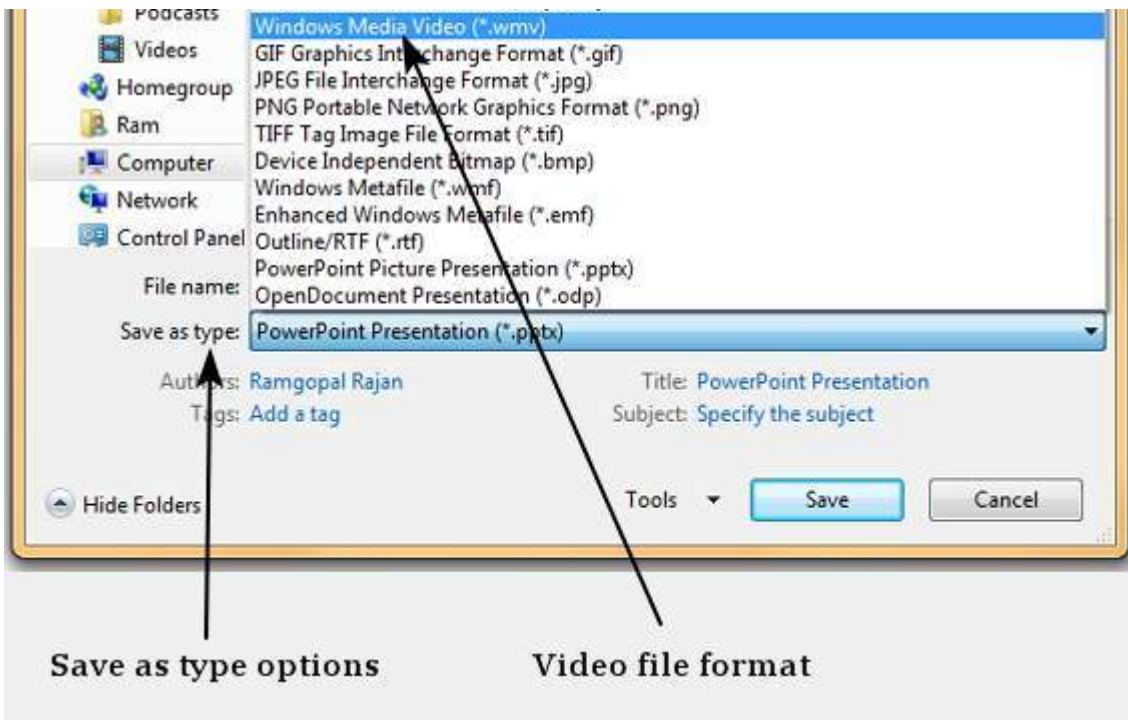 Podcasts
Windows Media Video (*.wmv)
Videos
GIF Graphics Interchange Format (*.gif)
Homegroup
JPEG File Interchange Format (*.jpg)
PNG Portable Network Graphics Format (*.png)
Ram
TIFF Tag Image File Format (*.tif)
Computer
Device Independent Bitmap (*.bmp)
Windows Metafile (*.wmf)
Network
Enhanced Windows Metafile (*.emf)
Control Panel
Outline/RTF (*.rtf)
PowerPoint Picture Presentation (*.pptx)
File name:
OpenDocument Presentation (*.odp)
Save as type: PowerPoint Presentation (*.pptx)
Authors: Ramgopal Rajan Title: PowerPoint Presentation
Tags: Add a tag Subject: Specify the subject
Hide Folders Tools Save Cancel
Save as type options Video file format